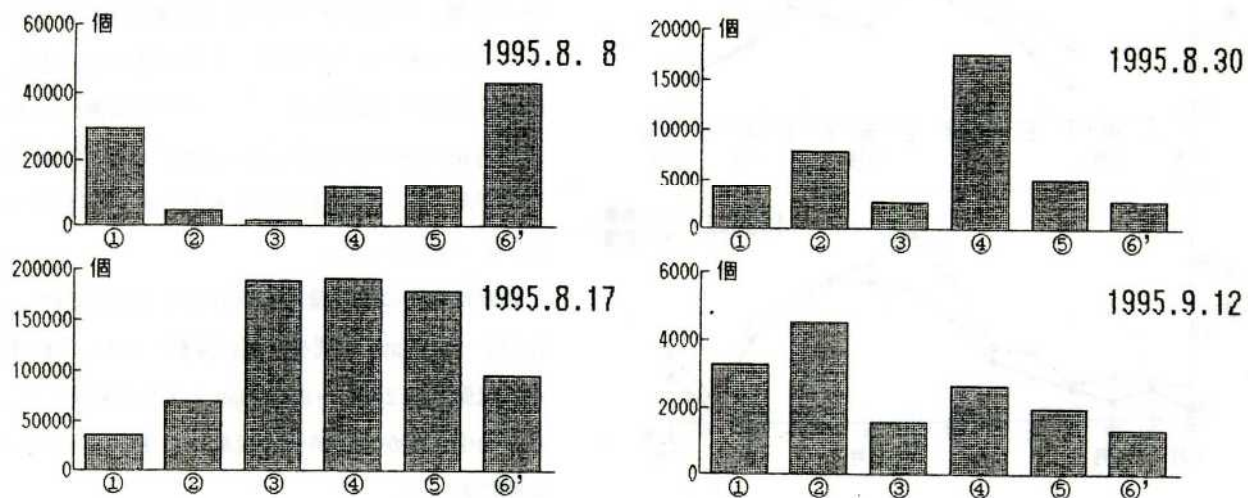 60000 個
40000
20000
0
① ② ③ ④ ⑤ ⑥'
1995.8. 8
20000 個
15000
10000
5000
0
① ② ③ ④ ⑤ ⑥'
1995.8.30
200000 個
150000
100000
50000
0
① ② ③ ④ ⑤ ⑥'
1995.8.17
6000 個
4000
2000
0
① ② ③ ④ ⑤ ⑥'
1995.9.12